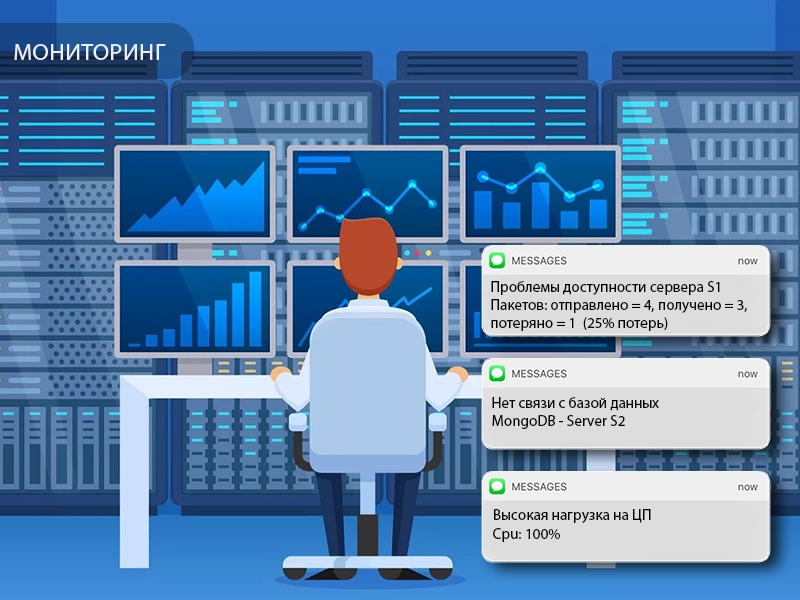 МОНИТОРИНГ
MESSAGES now
Проблемы доступности сервера S1
Пакетов: отправлено = 4, получено = 3,
потеряно = 1 (25% потерь)
MESSAGES now
Нет связи с базой данных
MongoDB - Server S2
MESSAGES now
Высокая нагрузка на ЦП
Cpu: 100%